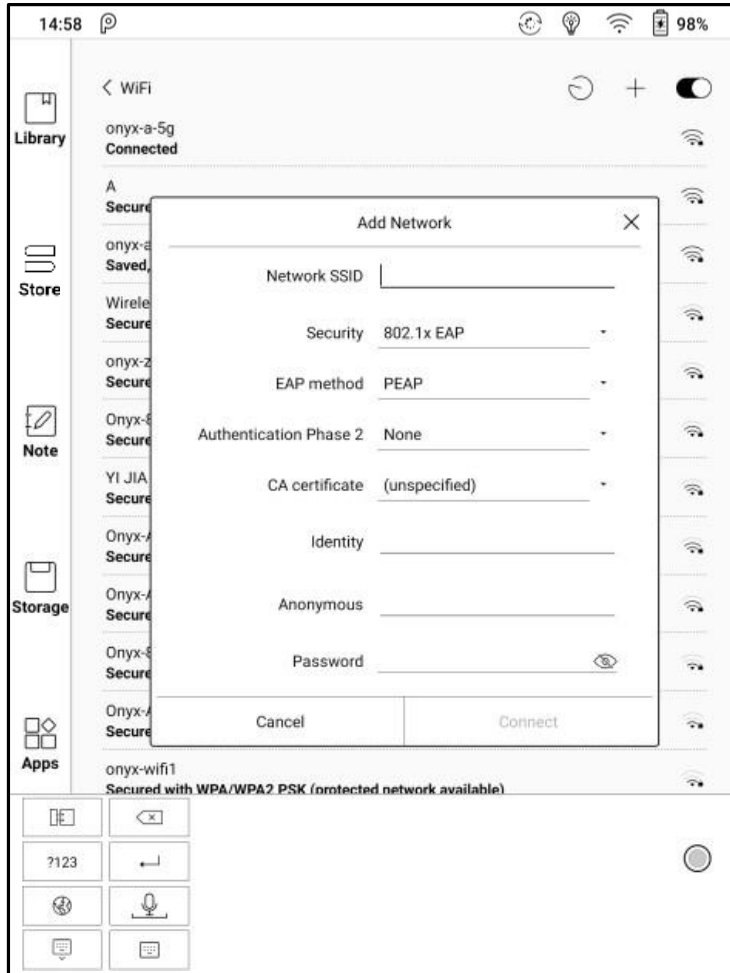 14:58 98%
WiFi
Library
onyx-a-5g
Connected
A
Secure
onyx-a
Saved,
Store
Wirele
Secure
onyx-z
Secure
Onyx-8
Secure
Note
YI JIA
Secure
Onyx-A
Secure
Storage
Onyx-A
Secure
Onyx-8
Secure
Onyx-A
Secure
Apps
onyx-wifi1
Secured with WPA/WPA2 PSK (protected network available)
Add Network
Network SSID
Security 802.1x EAP
EAP method PEAP
Authentication Phase 2 None
CA certificate (unspecified)
Identity
Anonymous
Password
Cancel Connect
?123